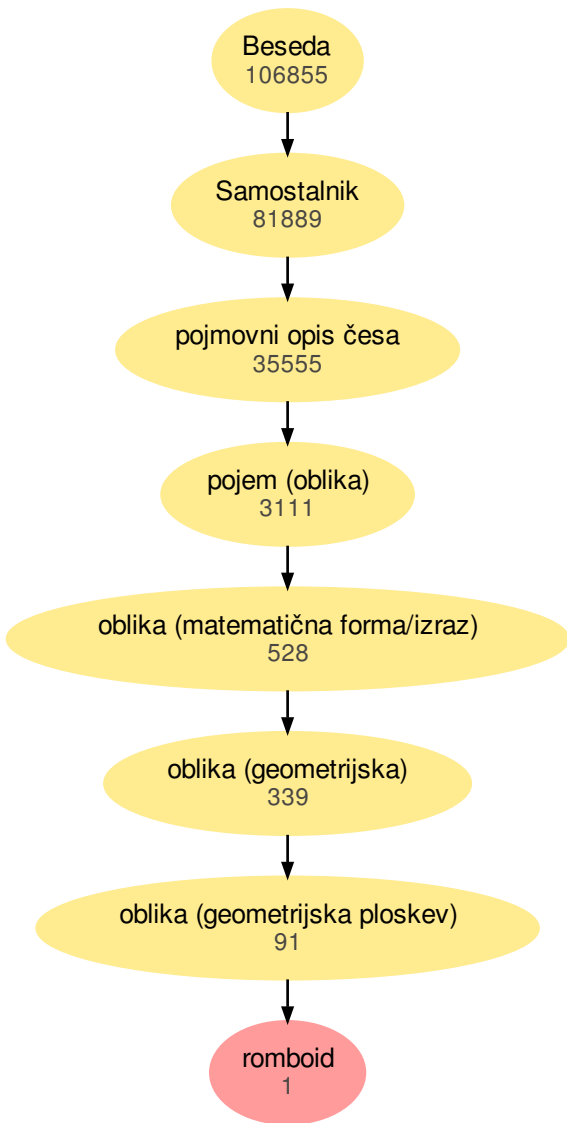 Beseda
106855
Samostalnik
81889
pojmovni opis česa
35555
pojem (oblika)
3111
oblika (matematična forma/izraz)
528
oblika (geometrijska)
339
oblika (geometrijska ploskev)
91
romboid
1